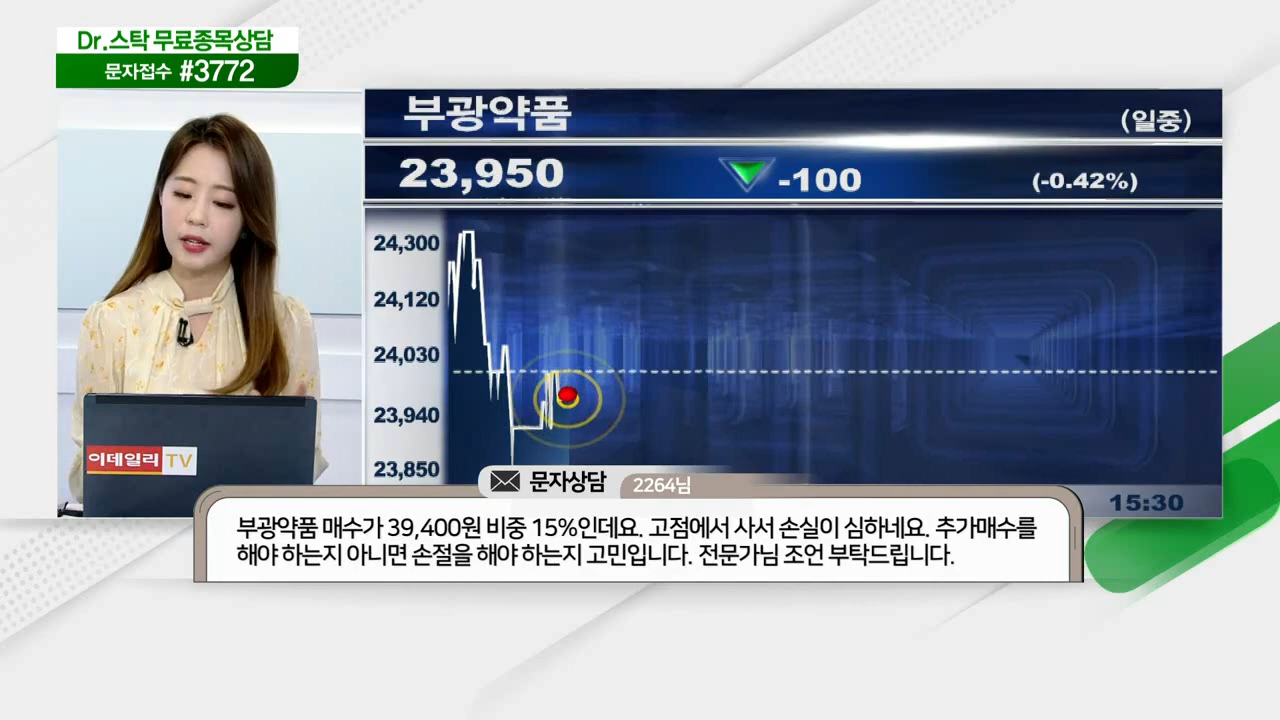 Dr.스탁 무료종목상담
문자접수 #3772
부광약품
(일중)
23,950
-100
(-0.42%)
24,300
24,120
24,030
23,940
23,850
15:30
이데일리 TV
문자상담
2264님
부광약품 매수가 39,400원 비중 15%인데요. 고점에서 사서 손실이 심하네요. 추가매수를
해야 하는지 아니면 손절을 해야 하는지 고민입니다. 전문가님 조언 부탁드립니다.